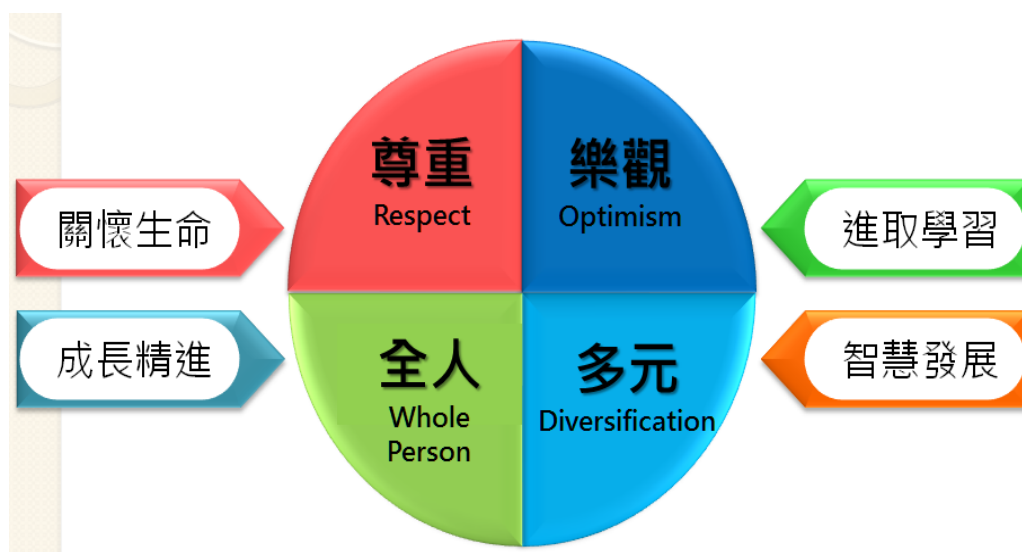 尊重
Respect
樂觀
Optimism
關懷生命
進取學習
成長精進
智慧發展
全人
Whole
Person
多元
Diversification